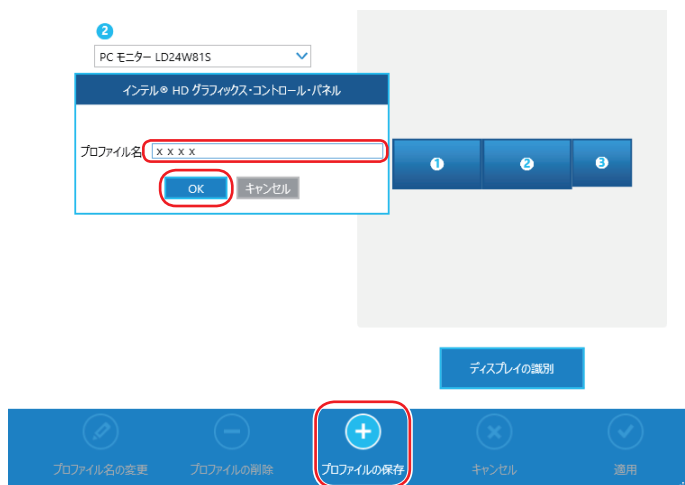 2
PC モニター LD24W81S
インテル® HD グラフィックス・コントロール・パネル
プロファイル名 x x x x
OK キャンセル
1 2 3
ディスプレイの識別
プロファイル名の変更 プロファイルの削除 プロファイルの保存 キャンセル 適用